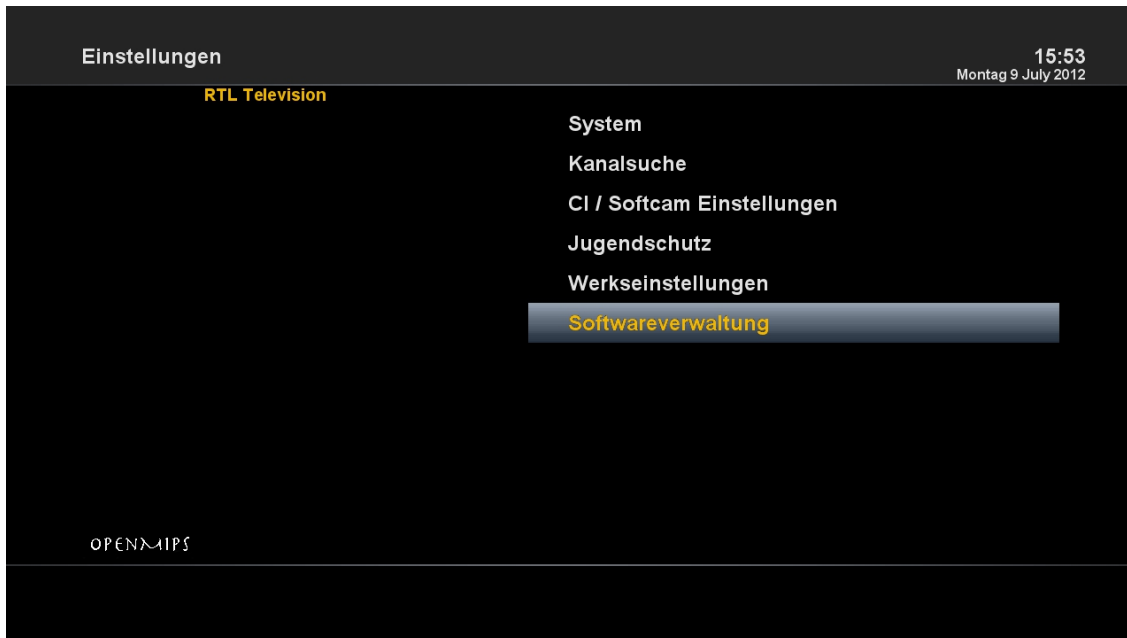 Einstellungen
15:53
Montag 9 July 2012
RTL Television
System
Kanalsuche
CI / Softcam Einstellungen
Jugendschutz
Werkseinstellungen
Softwareverwaltung
OPENMIPS